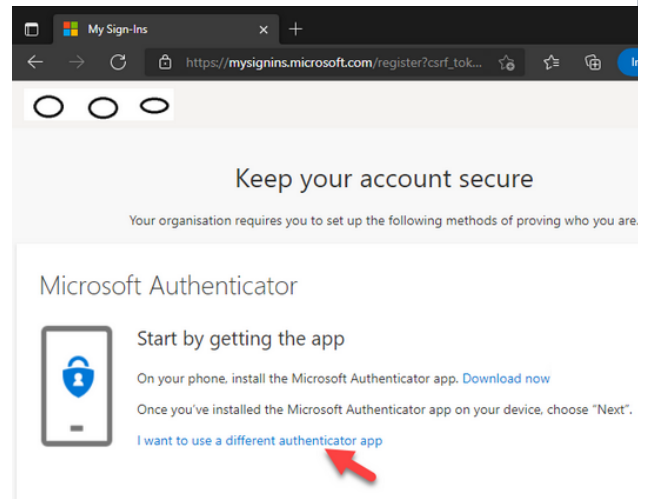 My Sign-Ins
https://mysignins.microsoft.com/register?csrf_tok...
Keep your account secure
Your organisation requires you to set up the following methods of proving who you are.
Microsoft Authenticator
Start by getting the app
On your phone, install the Microsoft Authenticator app. Download now
Once you've installed the Microsoft Authenticator app on your device, choose "Next".
I want to use a different authenticator app